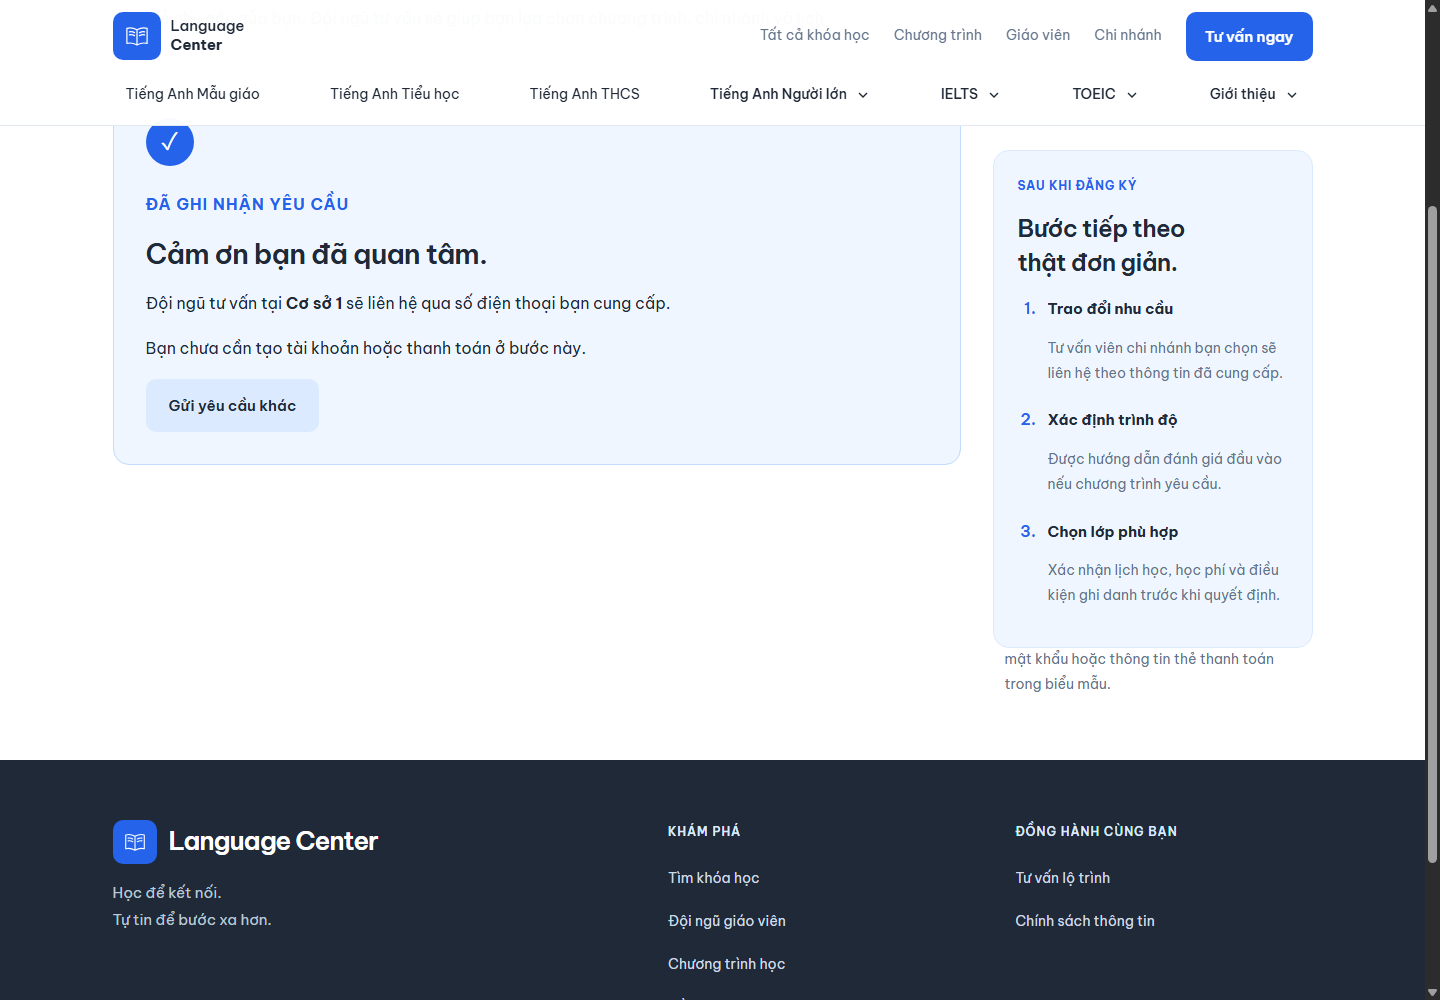 Language
Center
Tất cả khóa học
Chương trình
Giáo viên
Chi nhánh
Tư vấn ngay
Tiếng Anh Mẫu giáo
Tiếng Anh Tiểu học
Tiếng Anh THCS
Tiếng Anh Người lớn
IELTS
TOEIC
Giới thiệu
ĐÃ GHI NHẬN YÊU CẦU
Cảm ơn bạn đã quan tâm.
Đội ngũ tư vấn tại Cơ sở 1 sẽ liên hệ qua số điện thoại bạn cung cấp.
Bạn chưa cần tạo tài khoản hoặc thanh toán ở bước này.
Gửi yêu cầu khác
SAU KHI ĐĂNG KÝ
Bước tiếp theo
thật đơn giản.
1. Trao đổi nhu cầu
Tư vấn viên chi nhánh bạn chọn sẽ
liên hệ theo thông tin đã cung cấp.
2. Xác định trình độ
Được hướng dẫn đánh giá đầu vào
nếu chương trình yêu cầu.
3. Chọn lớp phù hợp
Xác nhận lịch học, học phí và điều
kiện ghi danh trước khi quyết định.
mật khẩu hoặc thông tin thẻ thanh toán
trong biểu mẫu.
Language Center
Học để kết nối.
Tự tin để bước xa hơn.
KHÁM PHÁ
Tìm khóa học
Đội ngũ giáo viên
Chương trình học
ĐỒNG HÀNH CÙNG BẠN
Tư vấn lộ trình
Chính sách thông tin